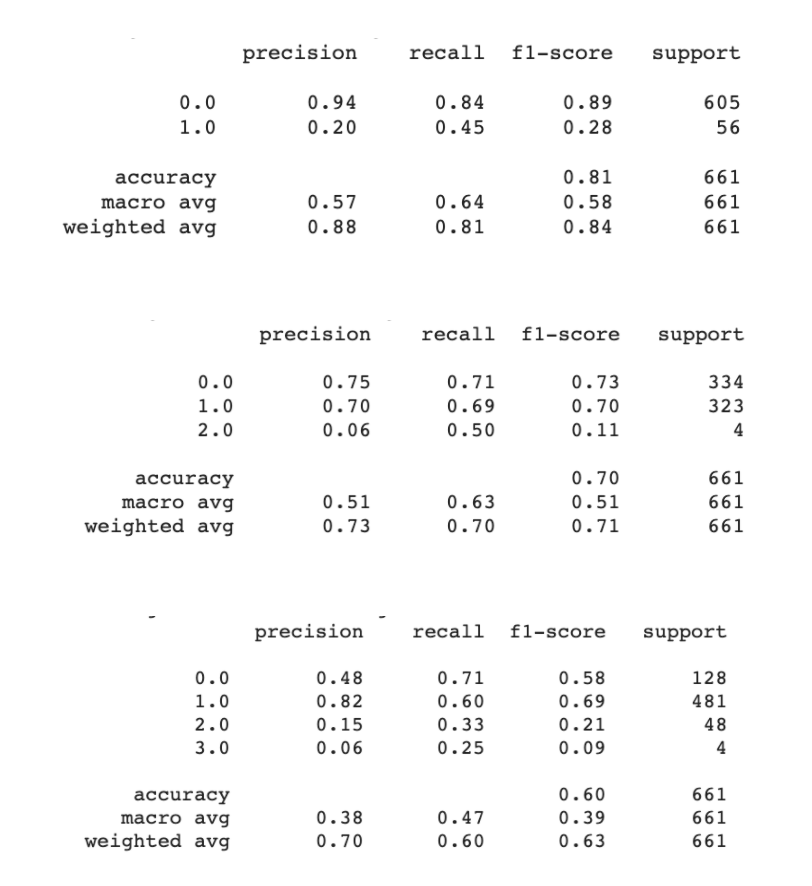 precision recall f1-score support
0.0 0.94 0.84 0.89 605
1.0 0.20 0.45 0.28 56
accuracy 0.81 661
macro avg 0.57 0.64 0.58 661
weighted avg 0.88 0.81 0.84 661
precision recall f1-score support
0.0 0.75 0.71 0.73 334
1.0 0.70 0.69 0.70 323
2.0 0.06 0.50 0.11 4
accuracy 0.70 661
macro avg 0.51 0.63 0.51 661
weighted avg 0.73 0.70 0.71 661
precision recall f1-score support
0.0 0.48 0.71 0.58 128
1.0 0.82 0.60 0.69 481
2.0 0.15 0.33 0.21 48
3.0 0.06 0.25 0.09 4
accuracy 0.60 661
macro avg 0.38 0.47 0.39 661
weighted avg 0.70 0.60 0.63 661